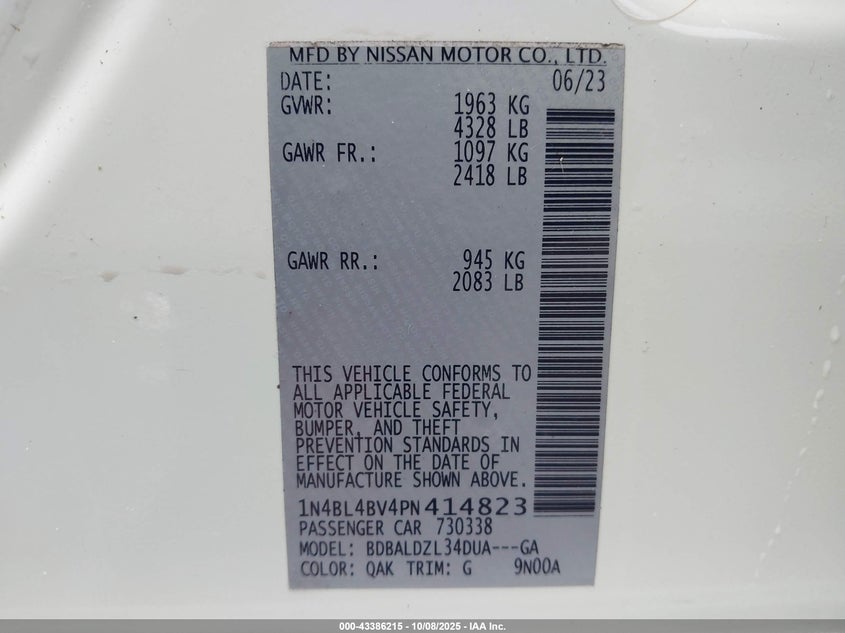 MFD BY NISSAN MOTOR CO., LTD.
DATE: 06/23
GVWR: 1963 KG
4328 LB
GAWR FR.: 1097 KG
2418 LB
GAWR RR.: 945 KG
2083 LB
THIS VEHICLE CONFORMS TO
ALL APPLICABLE FEDERAL
MOTOR VEHICLE SAFETY,
BUMPER, AND THEFT
PREVENTION STANDARDS IN
EFFECT ON THE DATE OF
MANUFACTURE SHOWN ABOVE.
1N4BL4BV4PN414823
PASSENGER CAR 730338
MODEL: BDBALDZL34DUA---GA
COLOR: QAK TRIM: G 9N00A
000-43386215 - 10/08/2025 - IAA Inc.